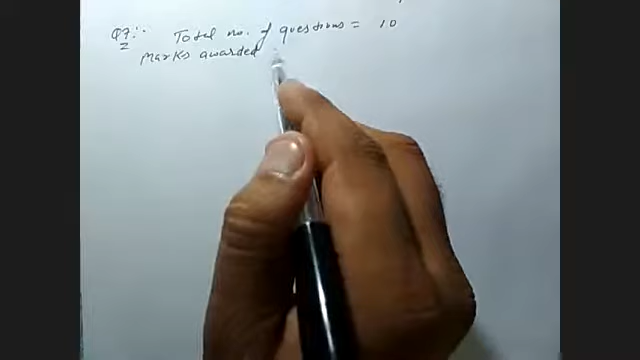 Q7:- Total no. of questions = 10
Marks awarded